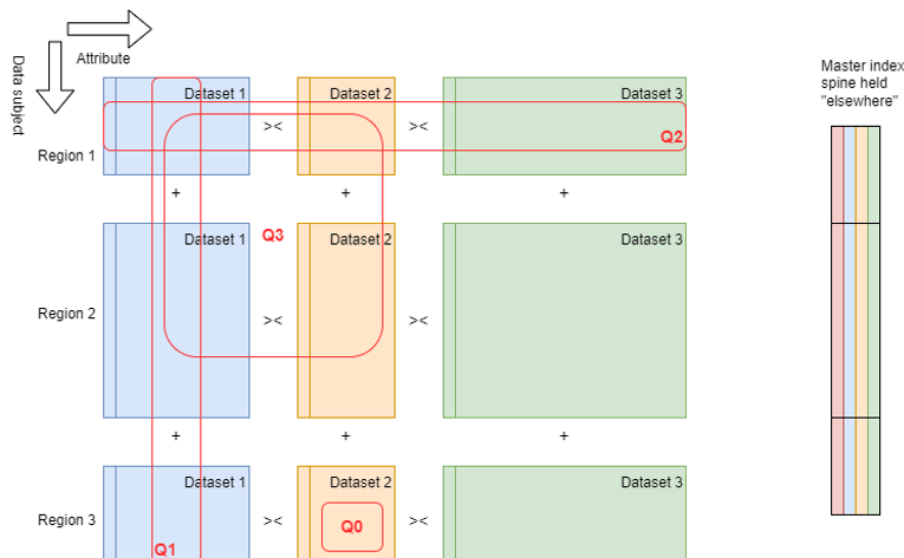 Attribute
Data subject
Master index
spine held
"elsewhere"
Dataset 1
Dataset 2
Dataset 3
Region 1
><
><
Q2
+
+
+
Dataset 1
Q3
Dataset 2
Dataset 3
Region 2
><
><
+
+
+
Dataset 1
Dataset 2
Dataset 3
Region 3
><
Q0
><
Q1